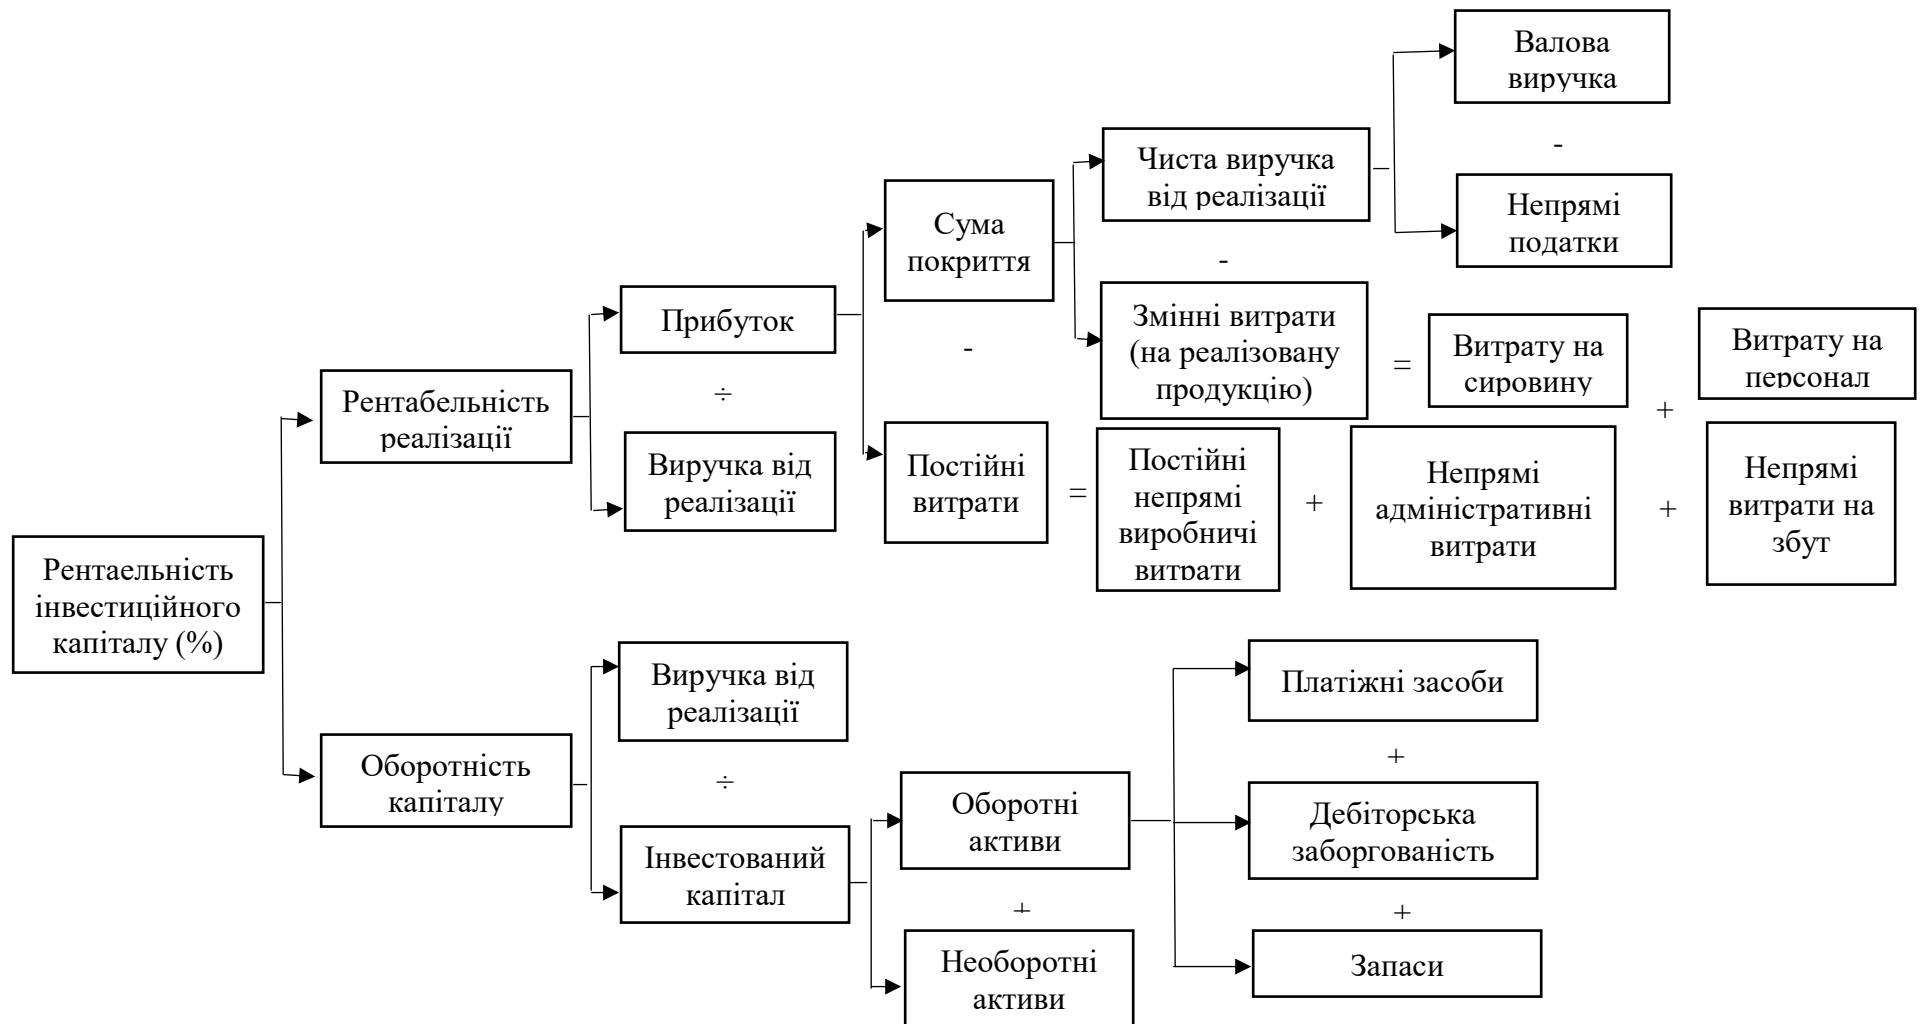 Валова
виручка
-
Непрямі
податки
Чиста виручка
від реалізації
-
Змінні витрати
(на реалізовану
продукцію)
=
Витрату на
сировину
+
Витрату на
персонал
Сума
покриття
-
Постійні
витрати
=
Постійні
непрямі
виробничі
витрати
+
Непрямі
адміністративні
витрати
+
Непрямі
витрати на
збут
Прибуток
÷
Виручка від
реалізації
Рентабельність
реалізації
Рентаельність
інвестиційного
капіталу (%)
Оборотність
капіталу
Виручка від
реалізації
÷
Інвестований
капітал
Оборотні
активи
+
Необоротні
активи
Платіжні засоби
+
Дебіторська
заборгованість
+
Запаси